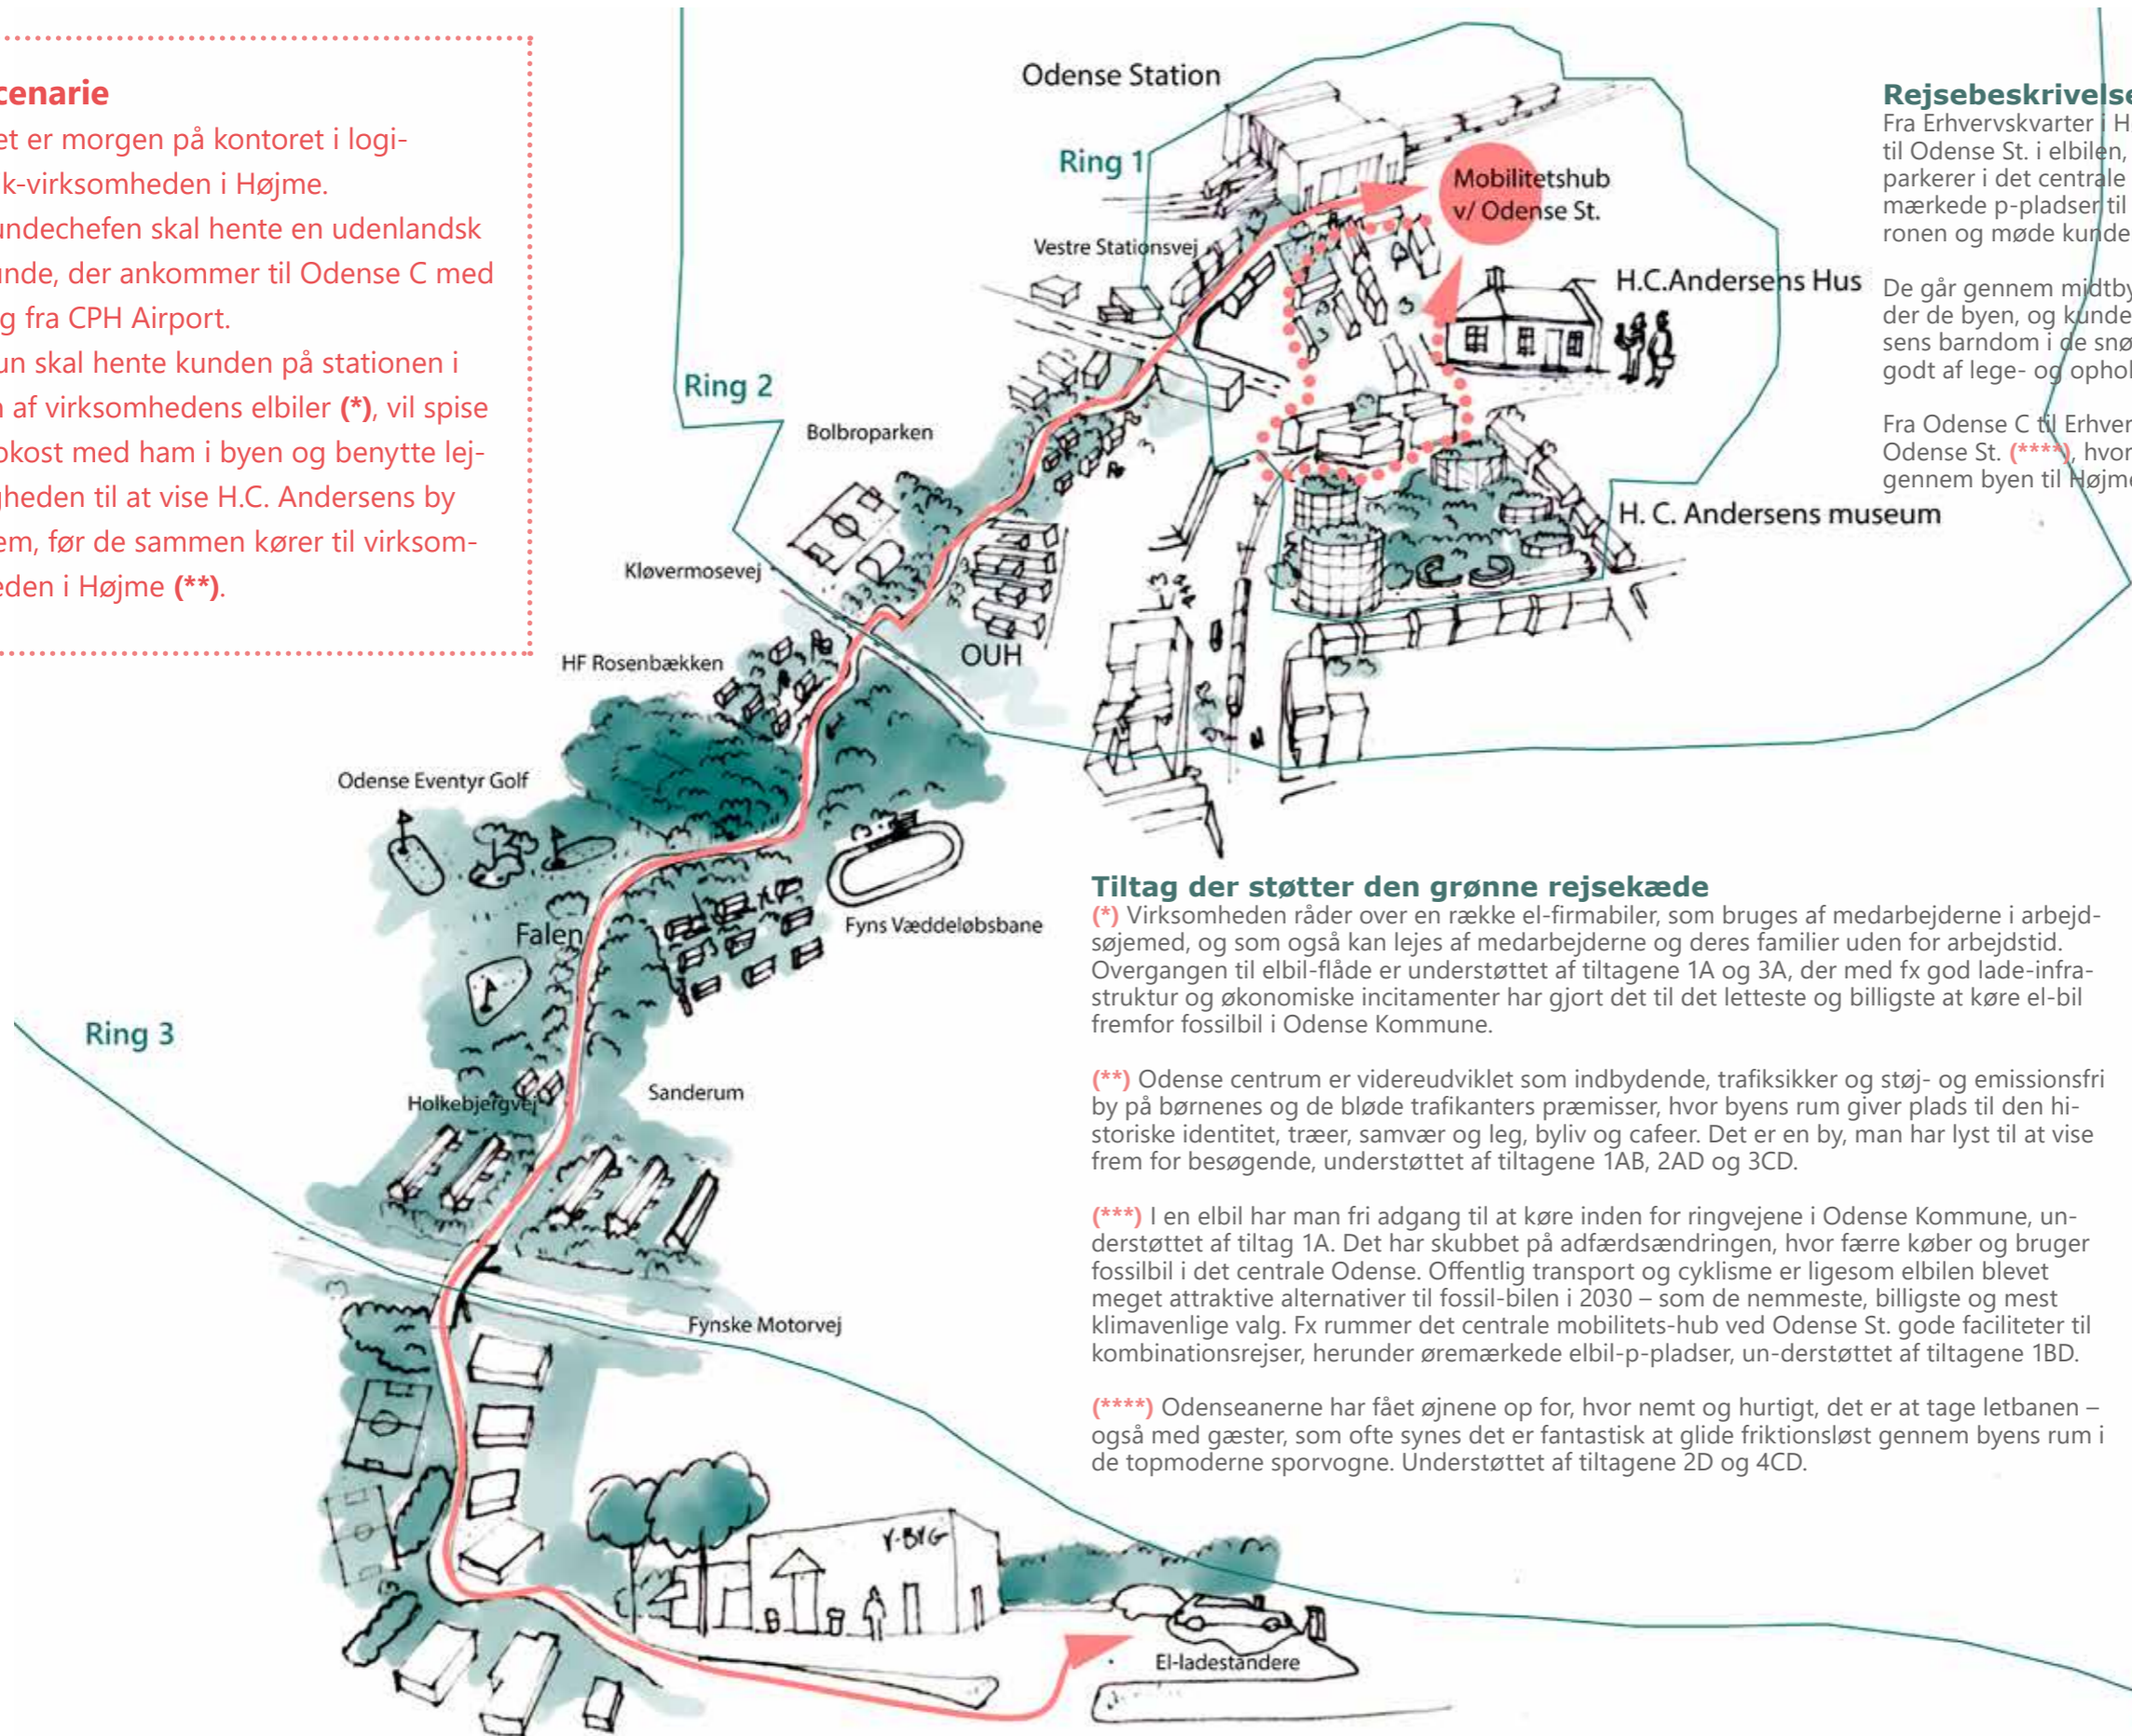 cenarie
et er morgen på kontoret i logi-
k-virksomheden i Højme.
undechefen skal hente en udenlandsk
unde, der ankommer til Odense C med
g fra CPH Airport.
un skal hente kunden på stationen i
n af virksomhedens elbiler (*), vil spise
okost med ham i byen og benytte lej-
gheden til at vise H.C. Andersens by
em, før de sammen kører til virksom-
eden i Højme (**).
Odense Station
Ring 1
Mobilitetshub
v/ Odense St.
Vestre Stationsvej
H.C.Andersens Hus
Ring 2
Bolbroparken
H. C. Andersens museum
Kløvermosevej
OUH
HF Rosenbækken
Odense Eventyr Golf
Fyns Væddeløbsbane
Falen
Ring 3
Holkebjergvej
Sanderum
Fynske Motorvej
Y-BYG
El-ladestandere
Rejsebeskrivelse
Fra Erhvervskvarter i H
til Odense St. i elbilen,
parkerer i det centrale
mærkede p-pladser til
ronen og møde kunde
De går gennem midtby
der de byen, og kunde
sens barndom i de snø
godt af lege- og ophol
Fra Odense C til Erhver
Odense St. (****), hvor
gennem byen til Højme
Tiltag der støtter den grønne rejsekæde
(*) Virksomheden råder over en række el-firmabiler, som bruges af medarbejderne i arbejd-
søjemed, og som også kan lejes af medarbejderne og deres familier uden for arbejdstid.
Overgangen til elbil-flåde er understøttet af tiltagene 1A og 3A, der med fx god lade-infra-
struktur og økonomiske incitamenter har gjort det til det letteste og billigste at køre el-bil
fremfor fossilbil i Odense Kommune.
(**) Odense centrum er videreudviklet som indbydende, trafiksikker og støj- og emissionsfri
by på børnenes og de bløde trafikanters præmisser, hvor byens rum giver plads til den hi-
storiske identitet, træer, samvær og leg, byliv og cafeer. Det er en by, man har lyst til at vise
frem for besøgende, understøttet af tiltagene 1AB, 2AD og 3CD.
(***) I en elbil har man fri adgang til at køre inden for ringvejene i Odense Kommune, un-
derstøttet af tiltag 1A. Det har skubbet på adfærdsændringen, hvor færre køber og bruger
fossilbil i det centrale Odense. Offentlig transport og cyklisme er ligesom elbilen blevet
meget attraktive alternativer til fossil-bilen i 2030 – som de nemmeste, billigste og mest
klimavenlige valg. Fx rummer det centrale mobilitets-hub ved Odense St. gode faciliteter til
kombinationsrejser, herunder øremærkede elbil-p-pladser, un-derstøttet af tiltagene 1BD.
(****) Odenseanerne har fået øjnene op for, hvor nemt og hurtigt, det er at tage letbanen –
også med gæster, som ofte synes det er fantastisk at glide friktionsløst gennem byens rum i
de topmoderne sporvogne. Understøttet af tiltagene 2D og 4CD.